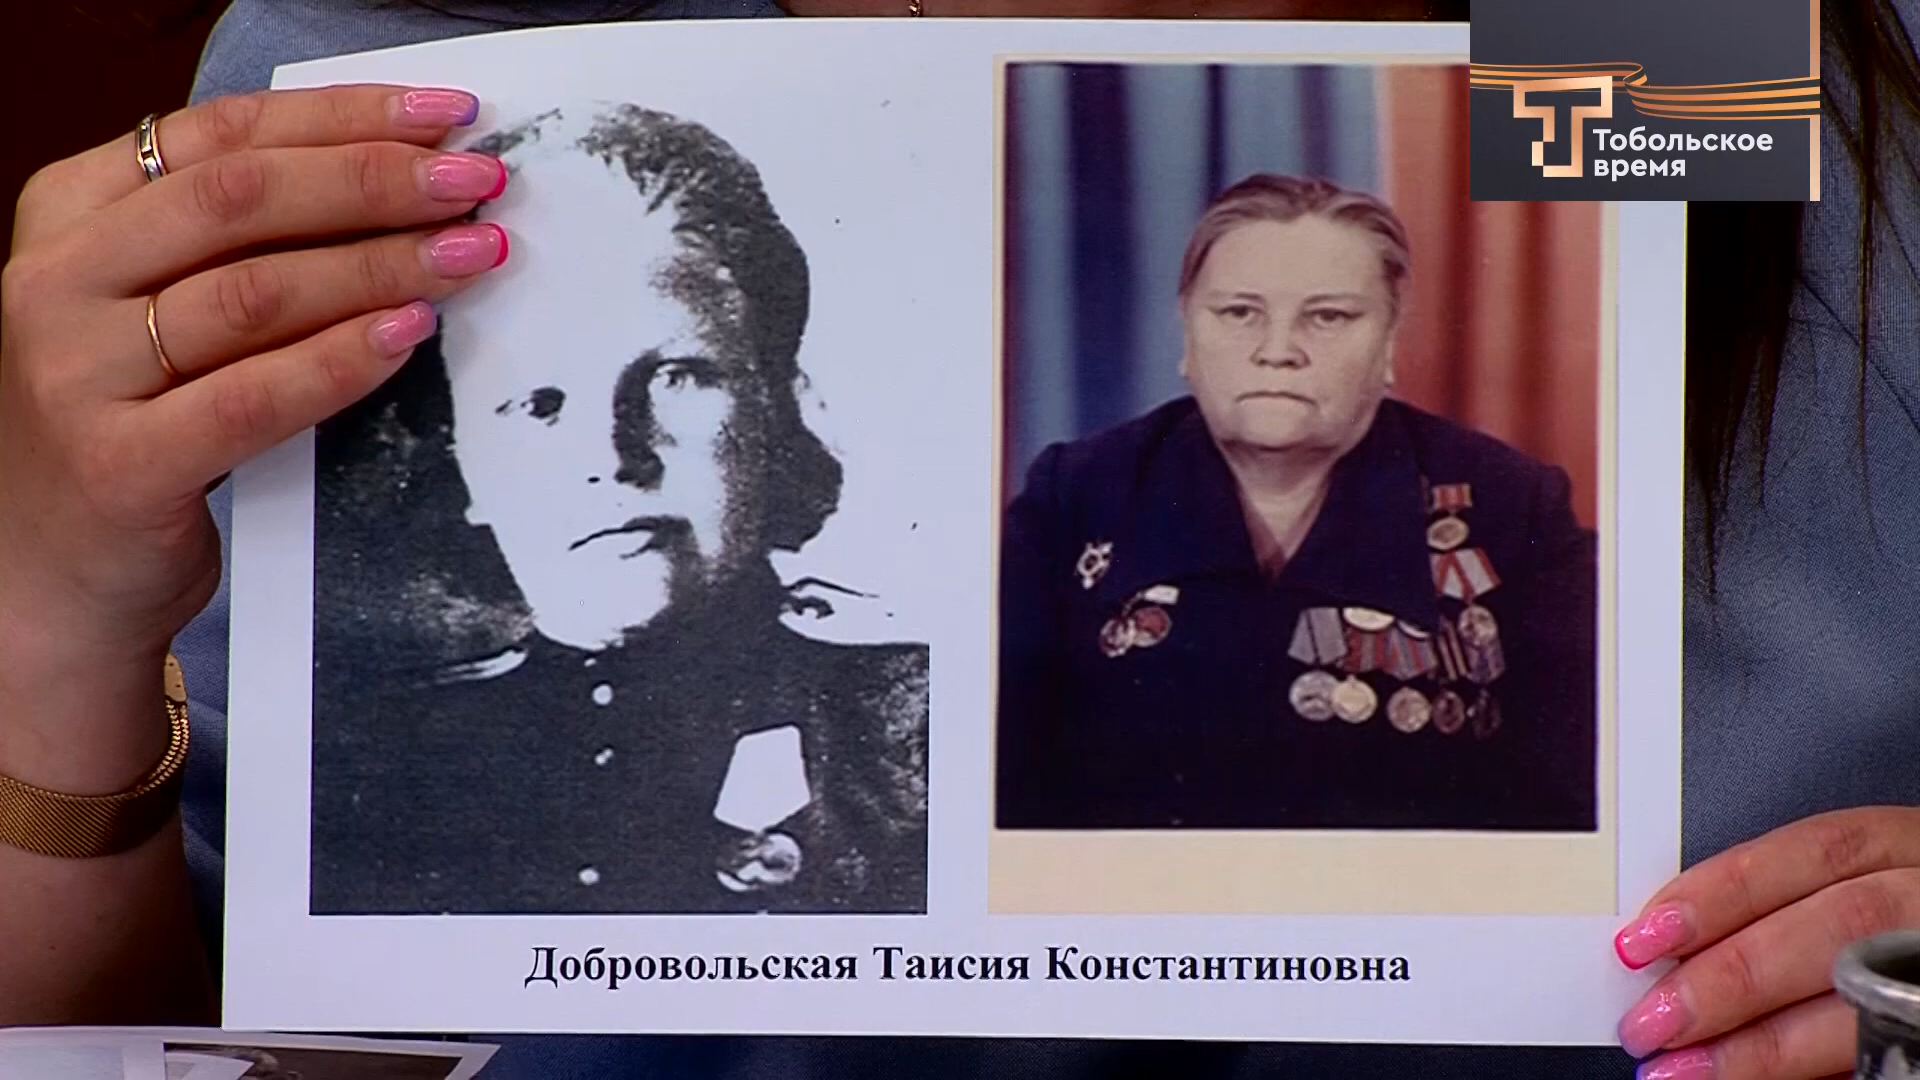 Тобольское
время
Добровольская Таисия Константиновна